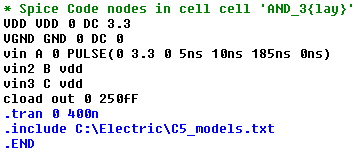 * Spice Code nodes in cell cell 'AND_3{lay}'
VDD VDD 0 DC 3.3
VGND GND 0 DC 0
vin A 0 PULSE(0 3.3 0 5ns 10ns 185ns 0ns)
vin2 B vdd
vin3 C vdd
cload out 0 250fF
.tran 0 400n
.include C:\Electric\C5_models.txt
.END